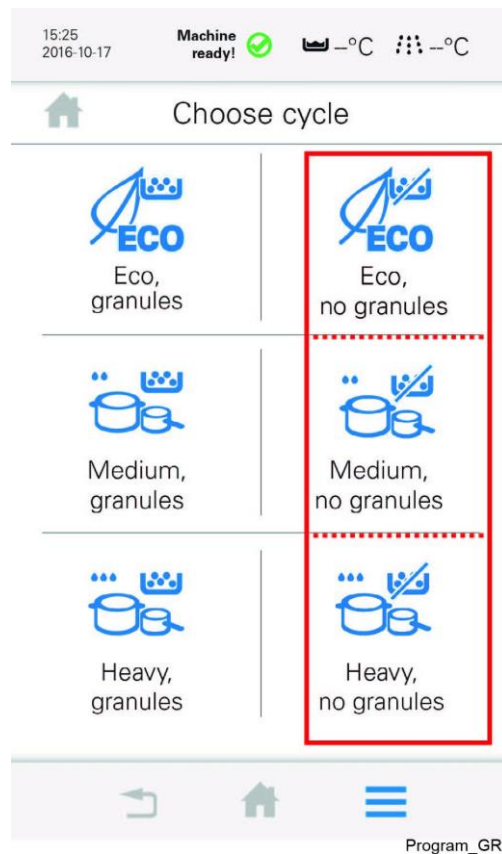 15:25
2016-10-17
Machine
ready!
--°C
--°C
Choose cycle
ECO
Eco,
granules
ECO
Eco,
no granules
Medium,
granules
Medium,
no granules
Heavy,
granules
Heavy,
no granules
Program_GR